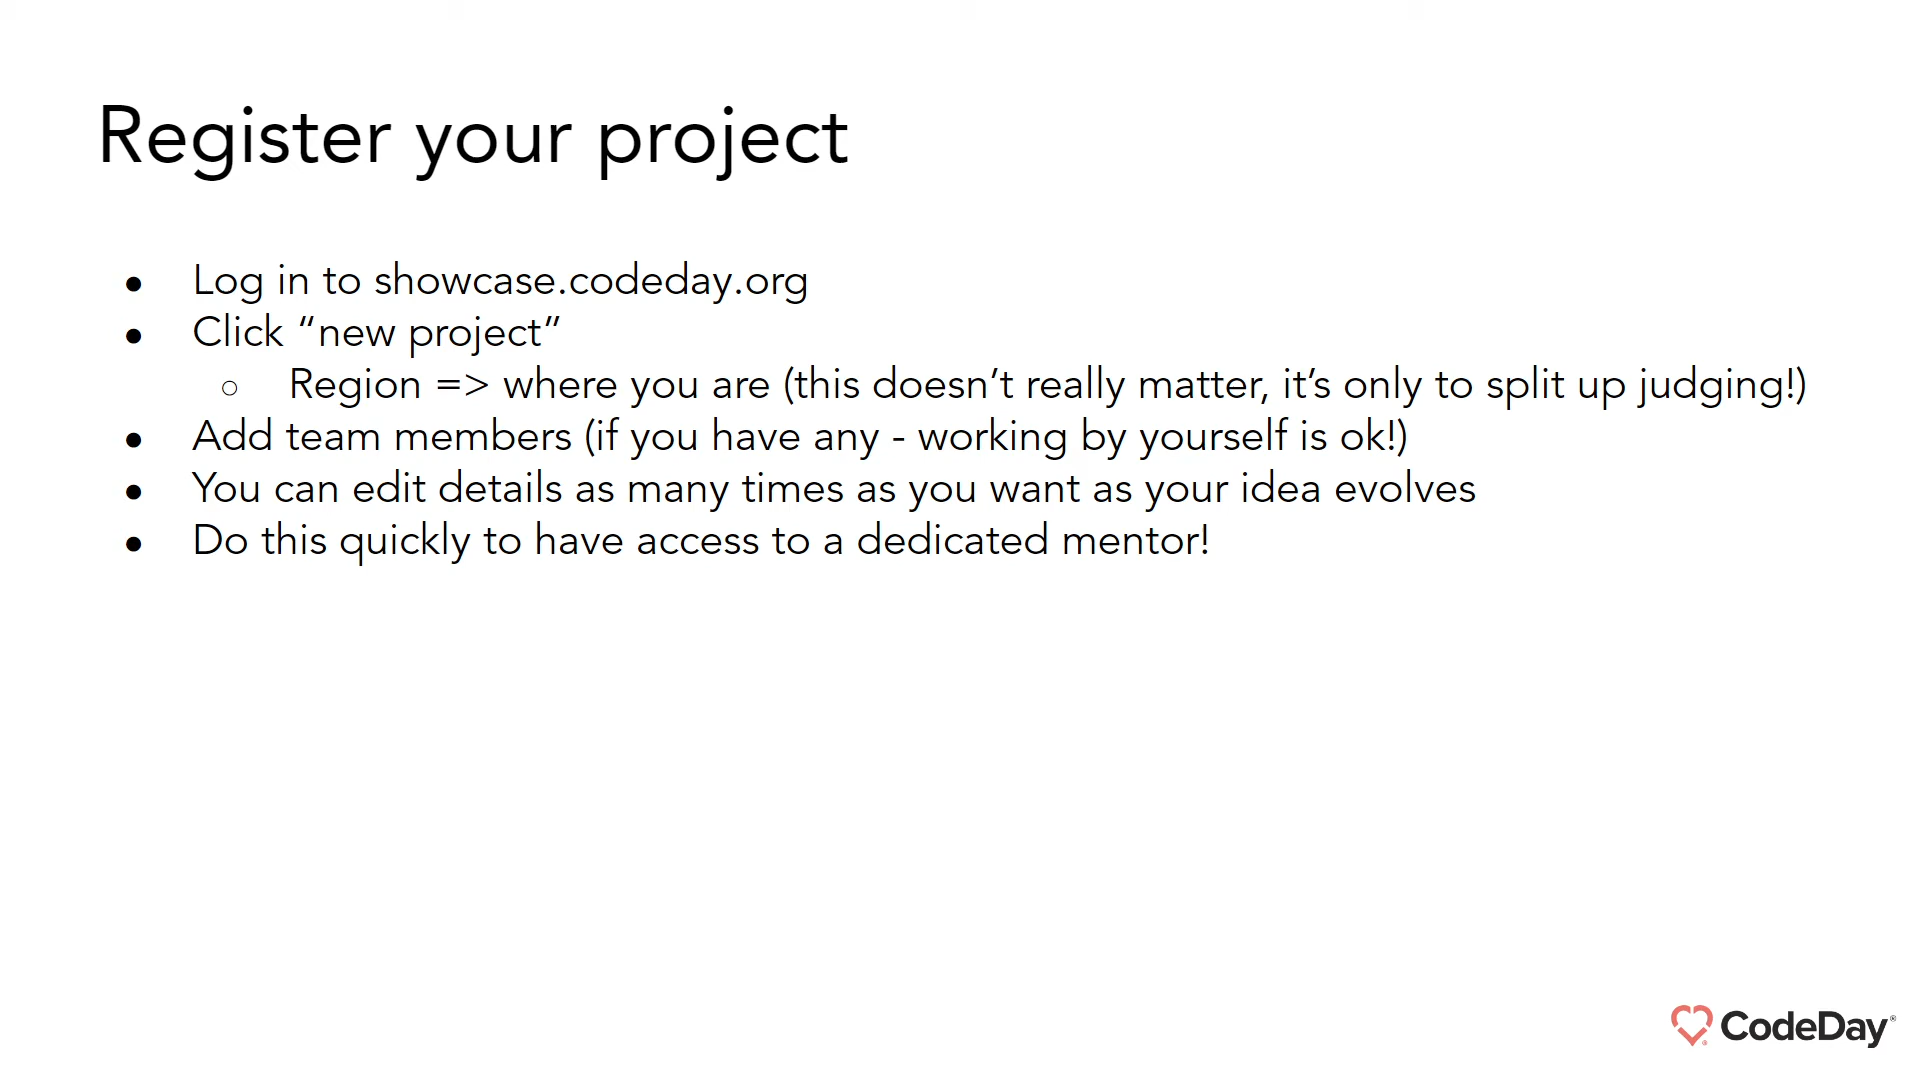 Register your project
● Log in to showcase.codeday.org
● Click “new project”
○ Region => where you are (this doesn’t really matter, it’s only to split up judging!)
● Add team members (if you have any - working by yourself is ok!)
● You can edit details as many times as you want as your idea evolves
● Do this quickly to have access to a dedicated mentor!
CodeDay®